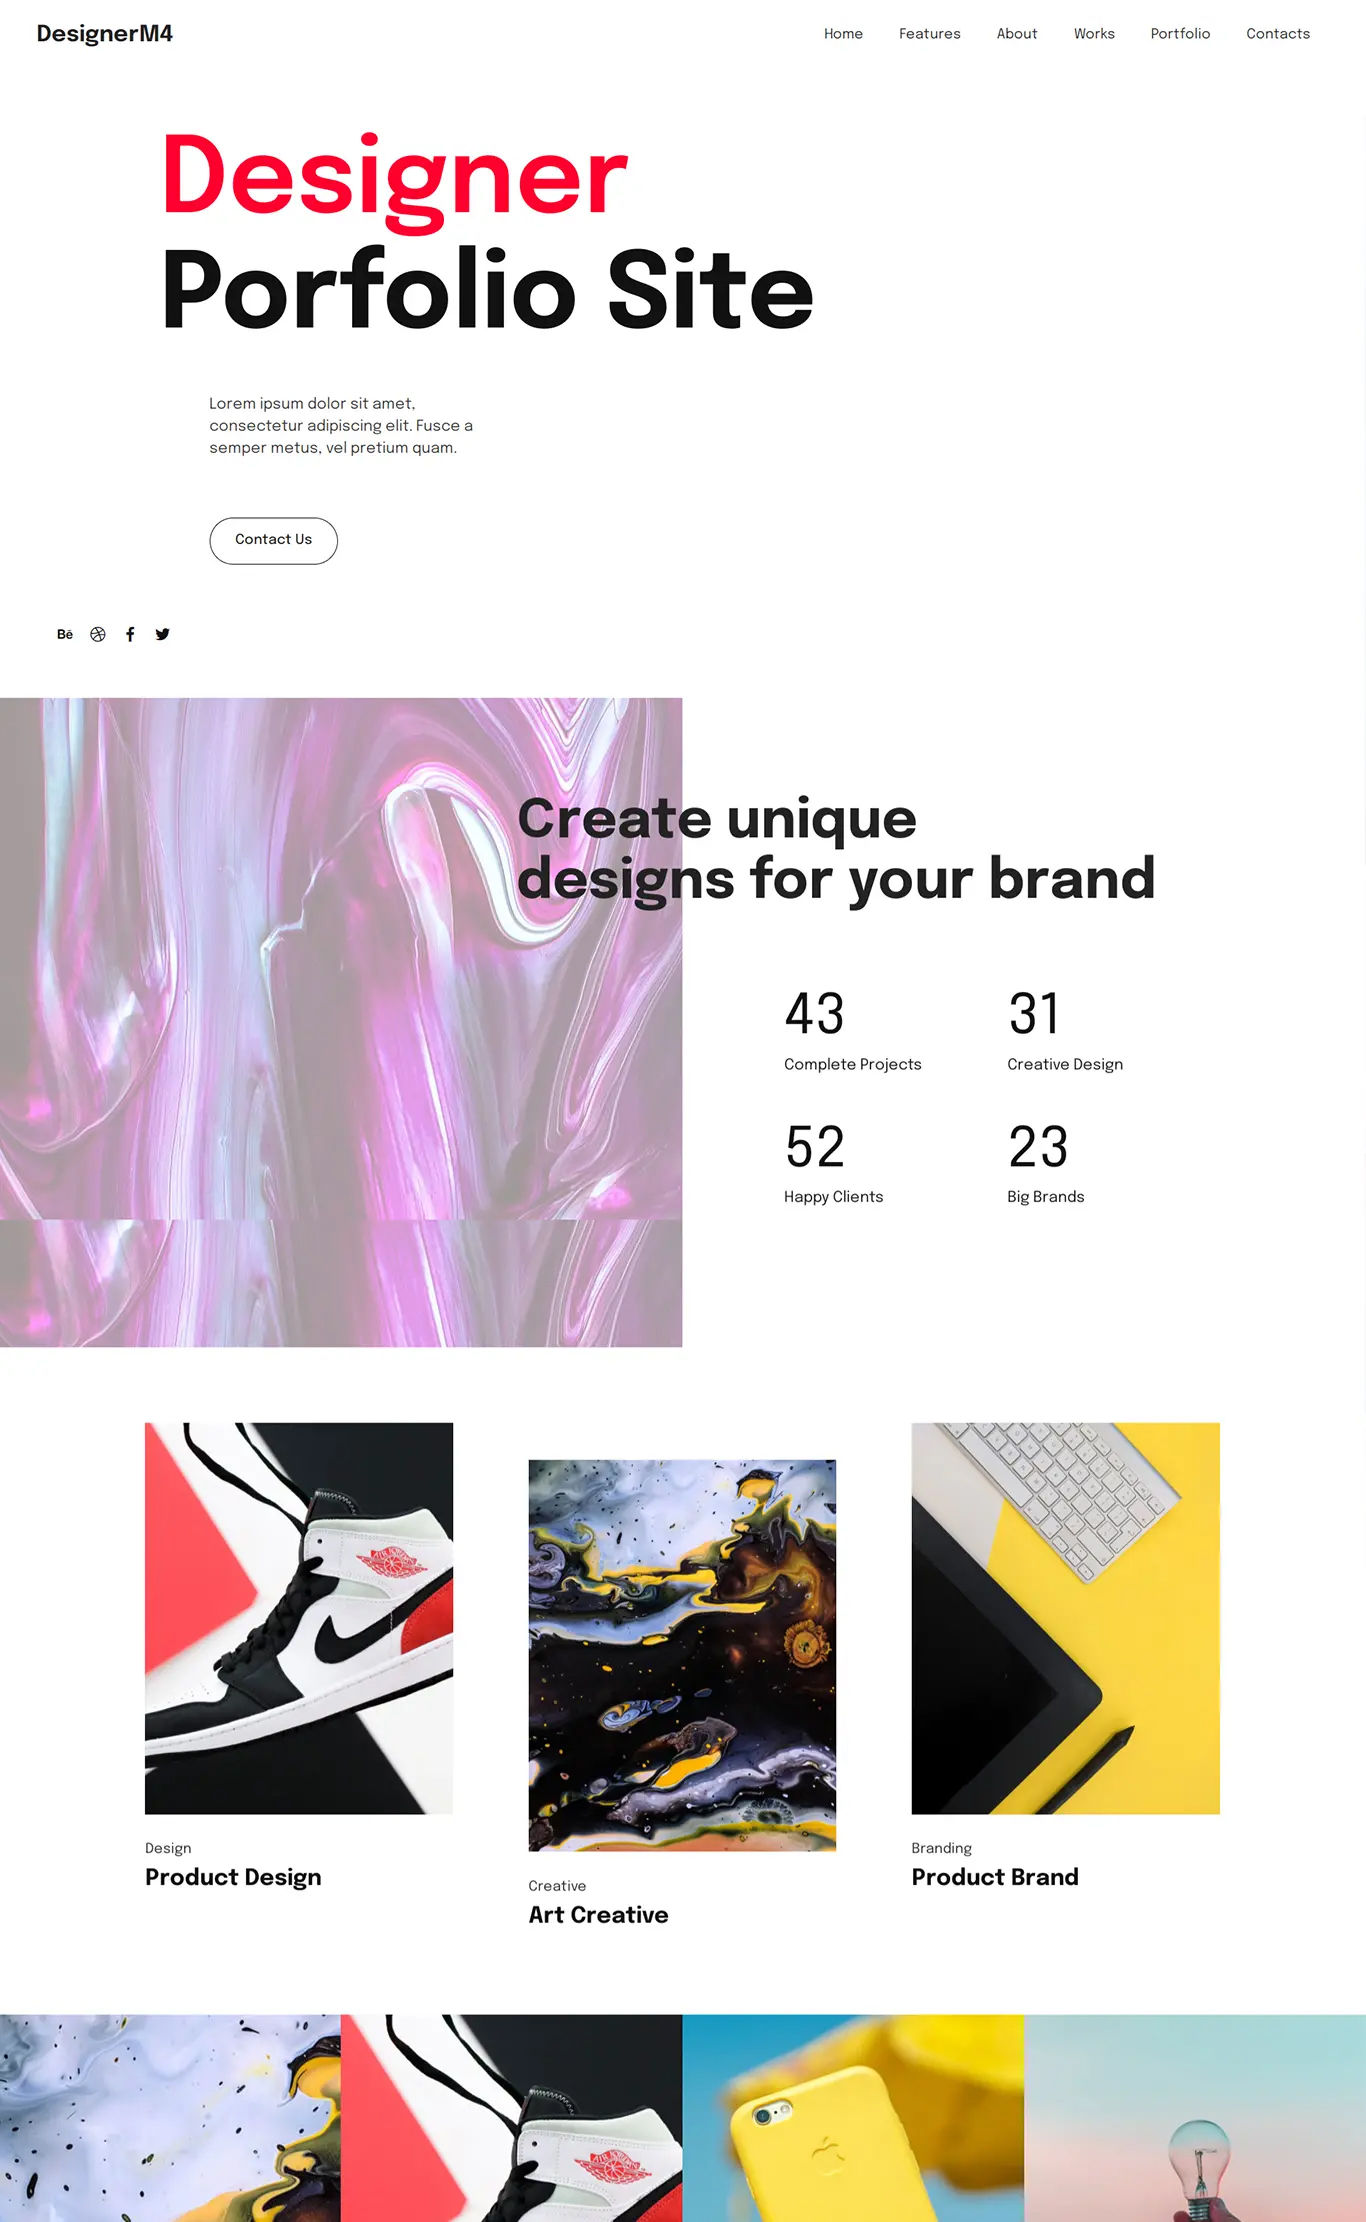 DesignerM4
Home Features About Works Portfolio Contacts
Designer
Porfolio Site
Lorem ipsum dolor sit amet,
consectetur adipiscing elit. Fusce a
semper metus, vel pretium quam.
Contact Us
Bē
Create unique
designs for your brand
43
Complete Projects
31
Creative Design
52
Happy Clients
23
Big Brands
Design
Product Design
Creative
Art Creative
Branding
Product Brand